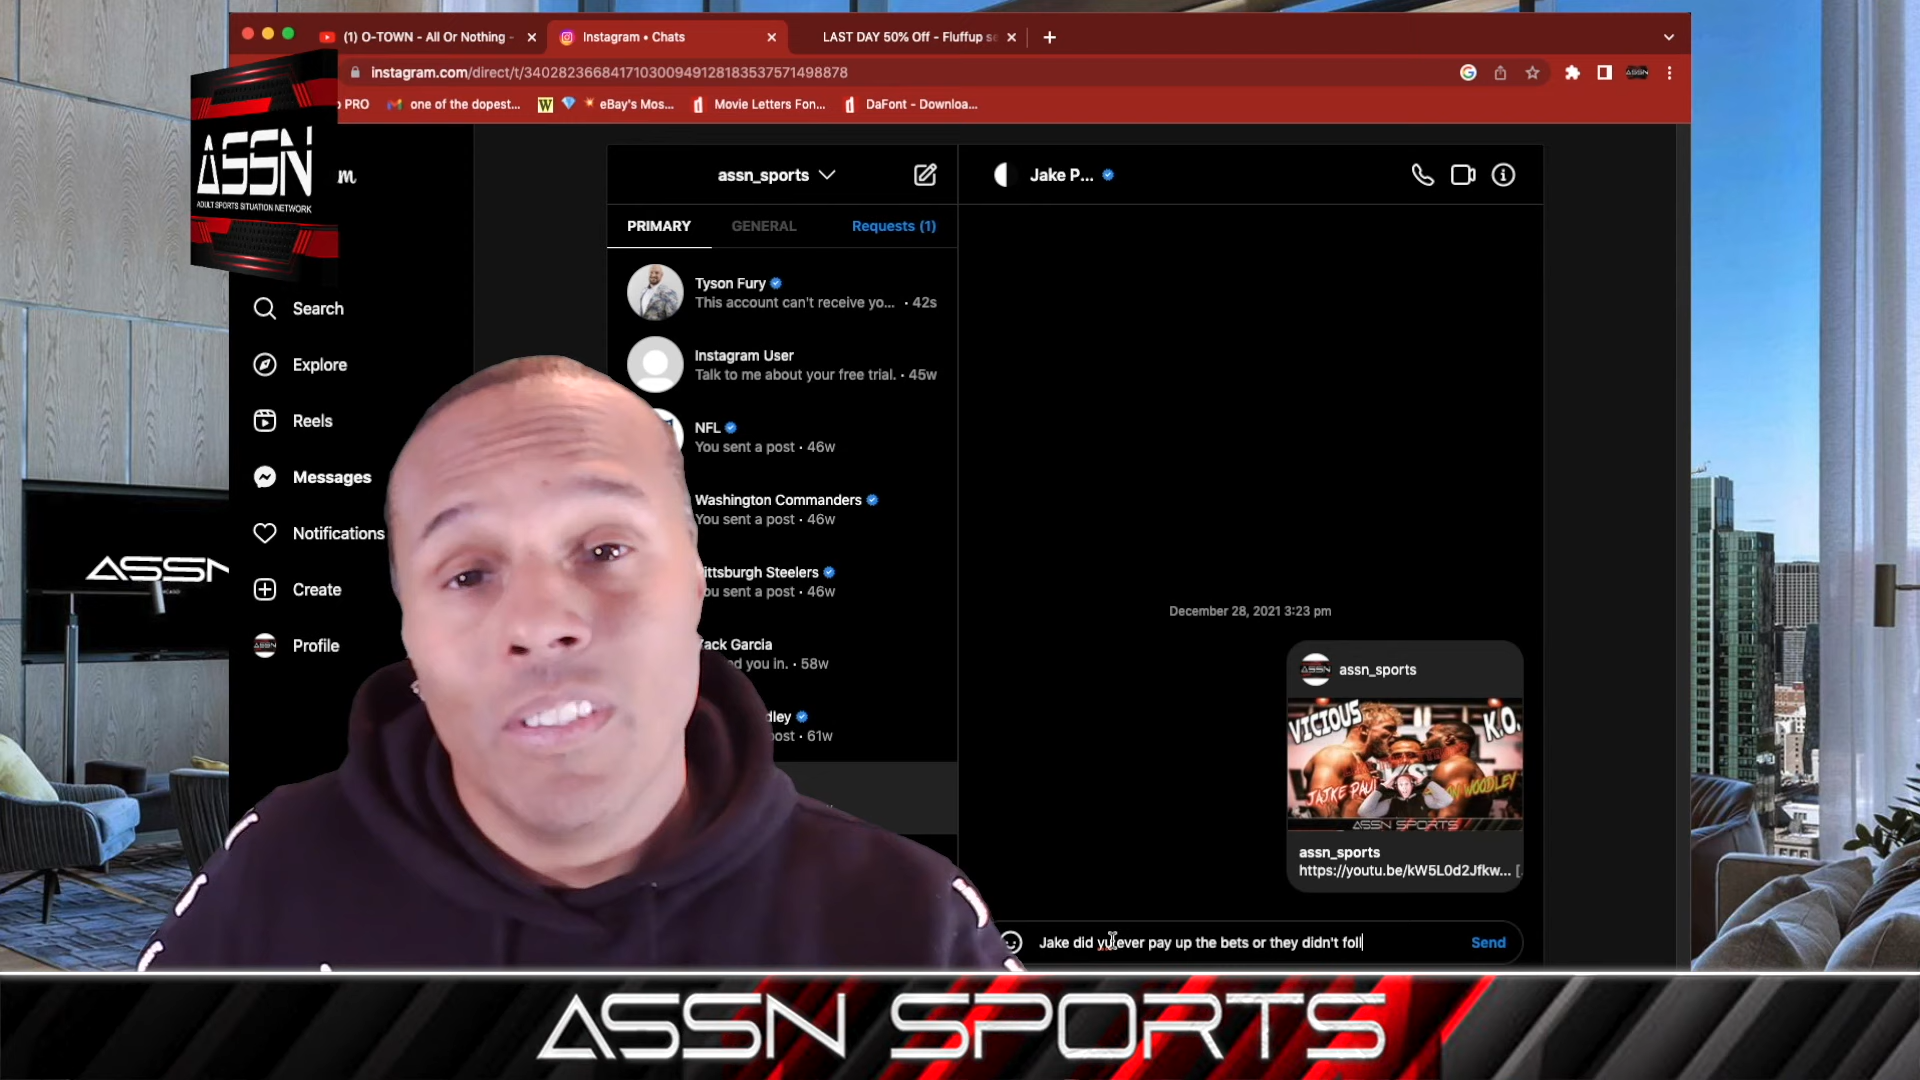 (1) O-TOWN - All Or Nothing -
Instagram • Chats
LAST DAY 50% Off - Fluffup se
instagram.com/direct/t/340282366841710300949128183537571498878
PRO
one of the dopest...
eBay's Mos...
Movie Letters Fon...
DaFont - Downloa...
ASSN
ADULT SPORTS SITUATION NETWORK
m
Search
Explore
Reels
Messages
Notifications
Create
Profile
ASSN
assn_sports
PRIMARY
GENERAL
Requests (1)
Tyson Fury
This account can't receive yo... • 42s
Instagram User
Talk to me about your free trial. • 45w
NFL
You sent a post • 46w
Washington Commanders
You sent a post • 46w
ittsburgh Steelers
ou sent a post • 46w
ack Garcia
d you in. • 58w
dley
ost • 61w
Jake P...
December 28, 2021 3:23 pm
assn_sports
VICIOUS
K.O.
VS
JAJKE PAUL
WOODLEY
ASSN SPORTS
assn_sports
https://youtu.be/kW5L0d2Jfkw...
Jake did yu ever pay up the bets or they didn't foll
Send
ASSN SPORTS